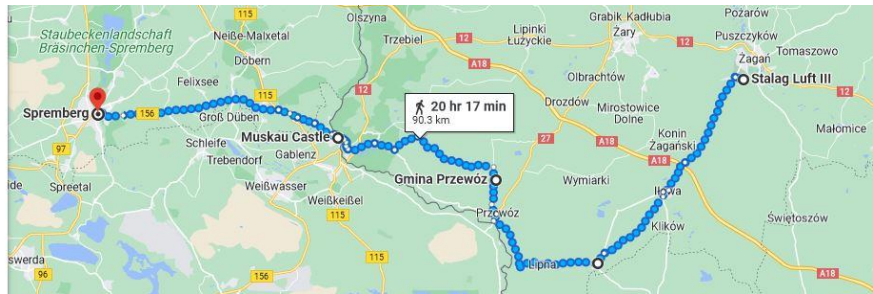 Olszyna
12
Pożarów
Grabik Kadłubia
Lipinki
Łużyckie
Puszczyków
Staubeckenlandschaft
Bräsinchen-Spremberg
Neiße-Malxetal
Trzebiel
Żary
12
Żagań
Tomaszowo
Döbern
A18
Stalag Luft III
Felixsee
115
12
Olbrachtów
20 hr 17 min
90.3 km
Spremberg
156
Groß Düben
Drozdów
Mirostowice
Dolne
Małomice
Muskau Castle
27
Konin
Żagański
Schleife
Gablenz
97
Trebendorf
A18
Spreetal
Weißwasser
Gmina Przewóz
Wymiarki
Iłowa
115
Weißkeißel
Przewóz
Klików
Świętoszów
Lipna
115
96
156
A18